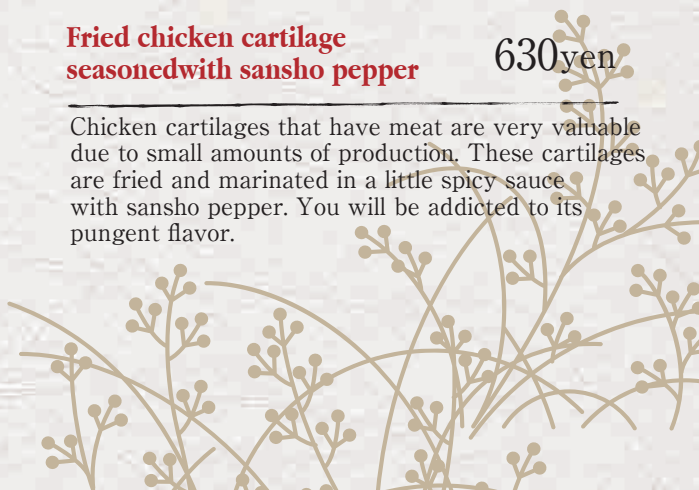 Fried chicken cartilage
seasonedwith sansho pepper
630yen
Chicken cartilages that have meat are very valuable
due to small amounts of production. These cartilages
are fried and marinated in a little spicy sauce
with sansho pepper. You will be addicted to its
pungent flavor.